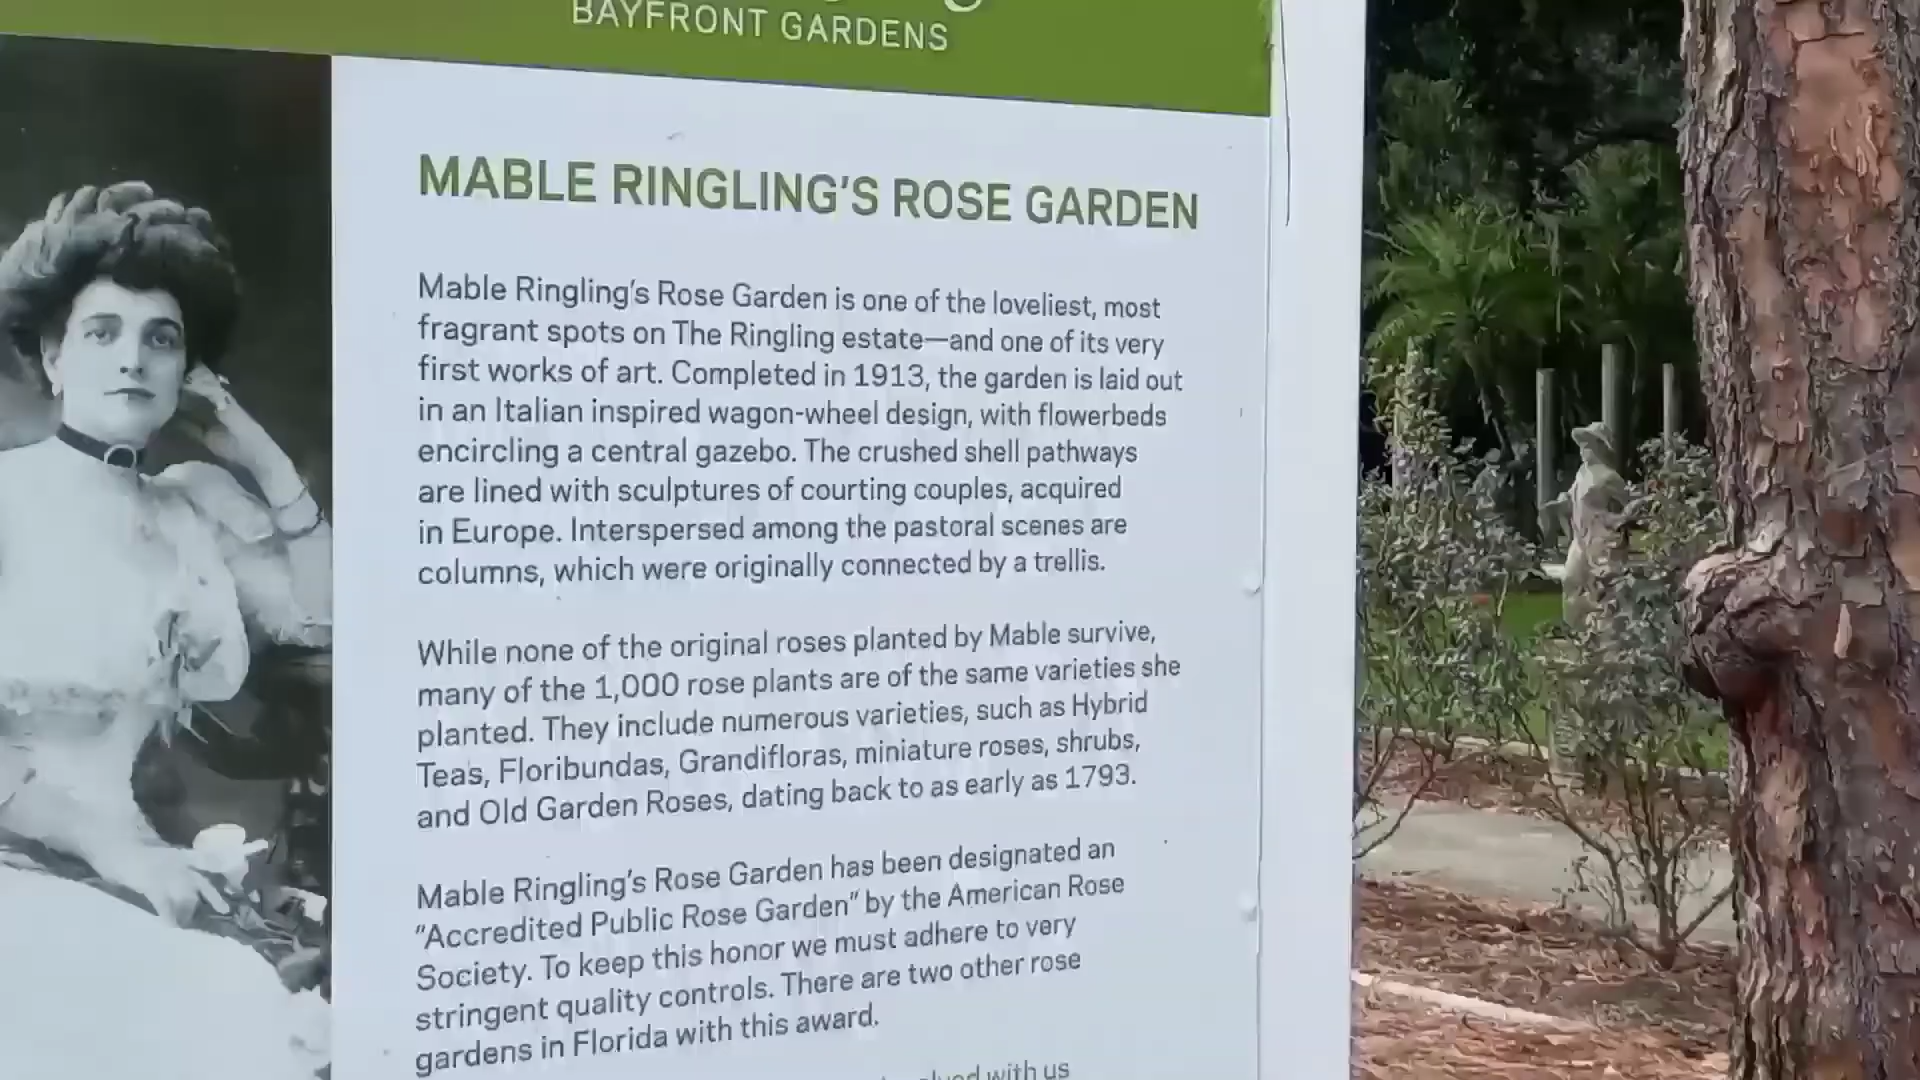 BAYFRONT GARDENS
MABLE RINGLING'S ROSE GARDEN
Mable Ringling's Rose Garden is one of the loveliest, most
fragrant spots on The Ringling estate—and one of its very
first works of art. Completed in 1913, the garden is laid out
in an Italian inspired wagon-wheel design, with flowerbeds
encircling a central gazebo. The crushed shell pathways
are lined with sculptures of courting couples, acquired
in Europe. Interspersed among the pastoral scenes are
columns, which were originally connected by a trellis.
While none of the original roses planted by Mable survive,
many of the 1,000 rose plants are of the same varieties she
planted. They include numerous varieties, such as Hybrid
Teas, Floribundas, Grandifloras, miniature roses, shrubs,
and Old Garden Roses, dating back to as early as 1793.
Mable Ringling's Rose Garden has been designated an
"Accredited Public Rose Garden" by the American Rose
Society. To keep this honor we must adhere to very
stringent quality controls. There are two other rose
gardens in Florida with this award.
with us